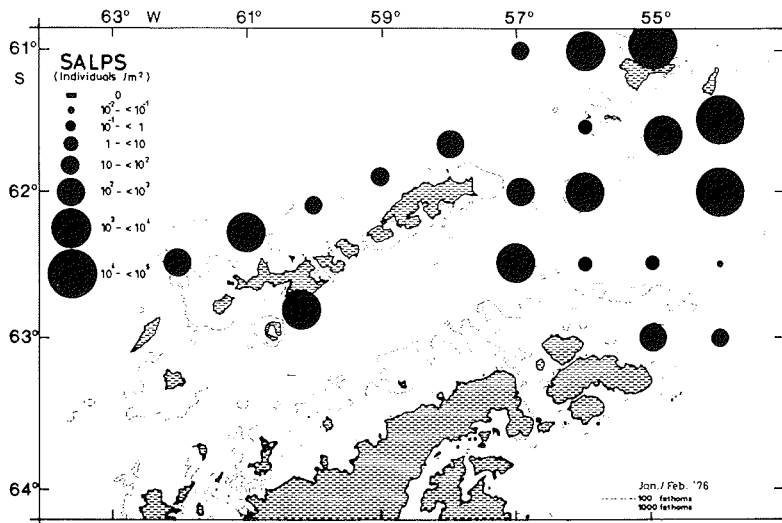 63° W 61° 59° 57° 55°
61°
S
SALPS
(Individuals /m²)
0
10⁻² - <10⁻¹
10⁻¹ - < 1
1 - <10
10 - <10²
10² - <10³
10³ - <10⁴
10⁴ - <10⁵
62°
63°
64°
Jan./Feb. '76
100 fathoms
1000 fathoms